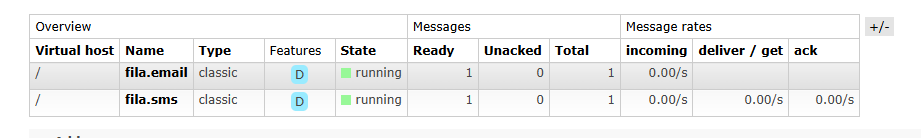 Overview Messages Message rates +/-
Virtual host Name Type Features State Ready Unacked Total incoming deliver / get ack
/ fila.email classic D running 1 0 1 0.00/s
/ fila.sms classic D running 1 0 1 0.00/s 0.00/s 0.00/s